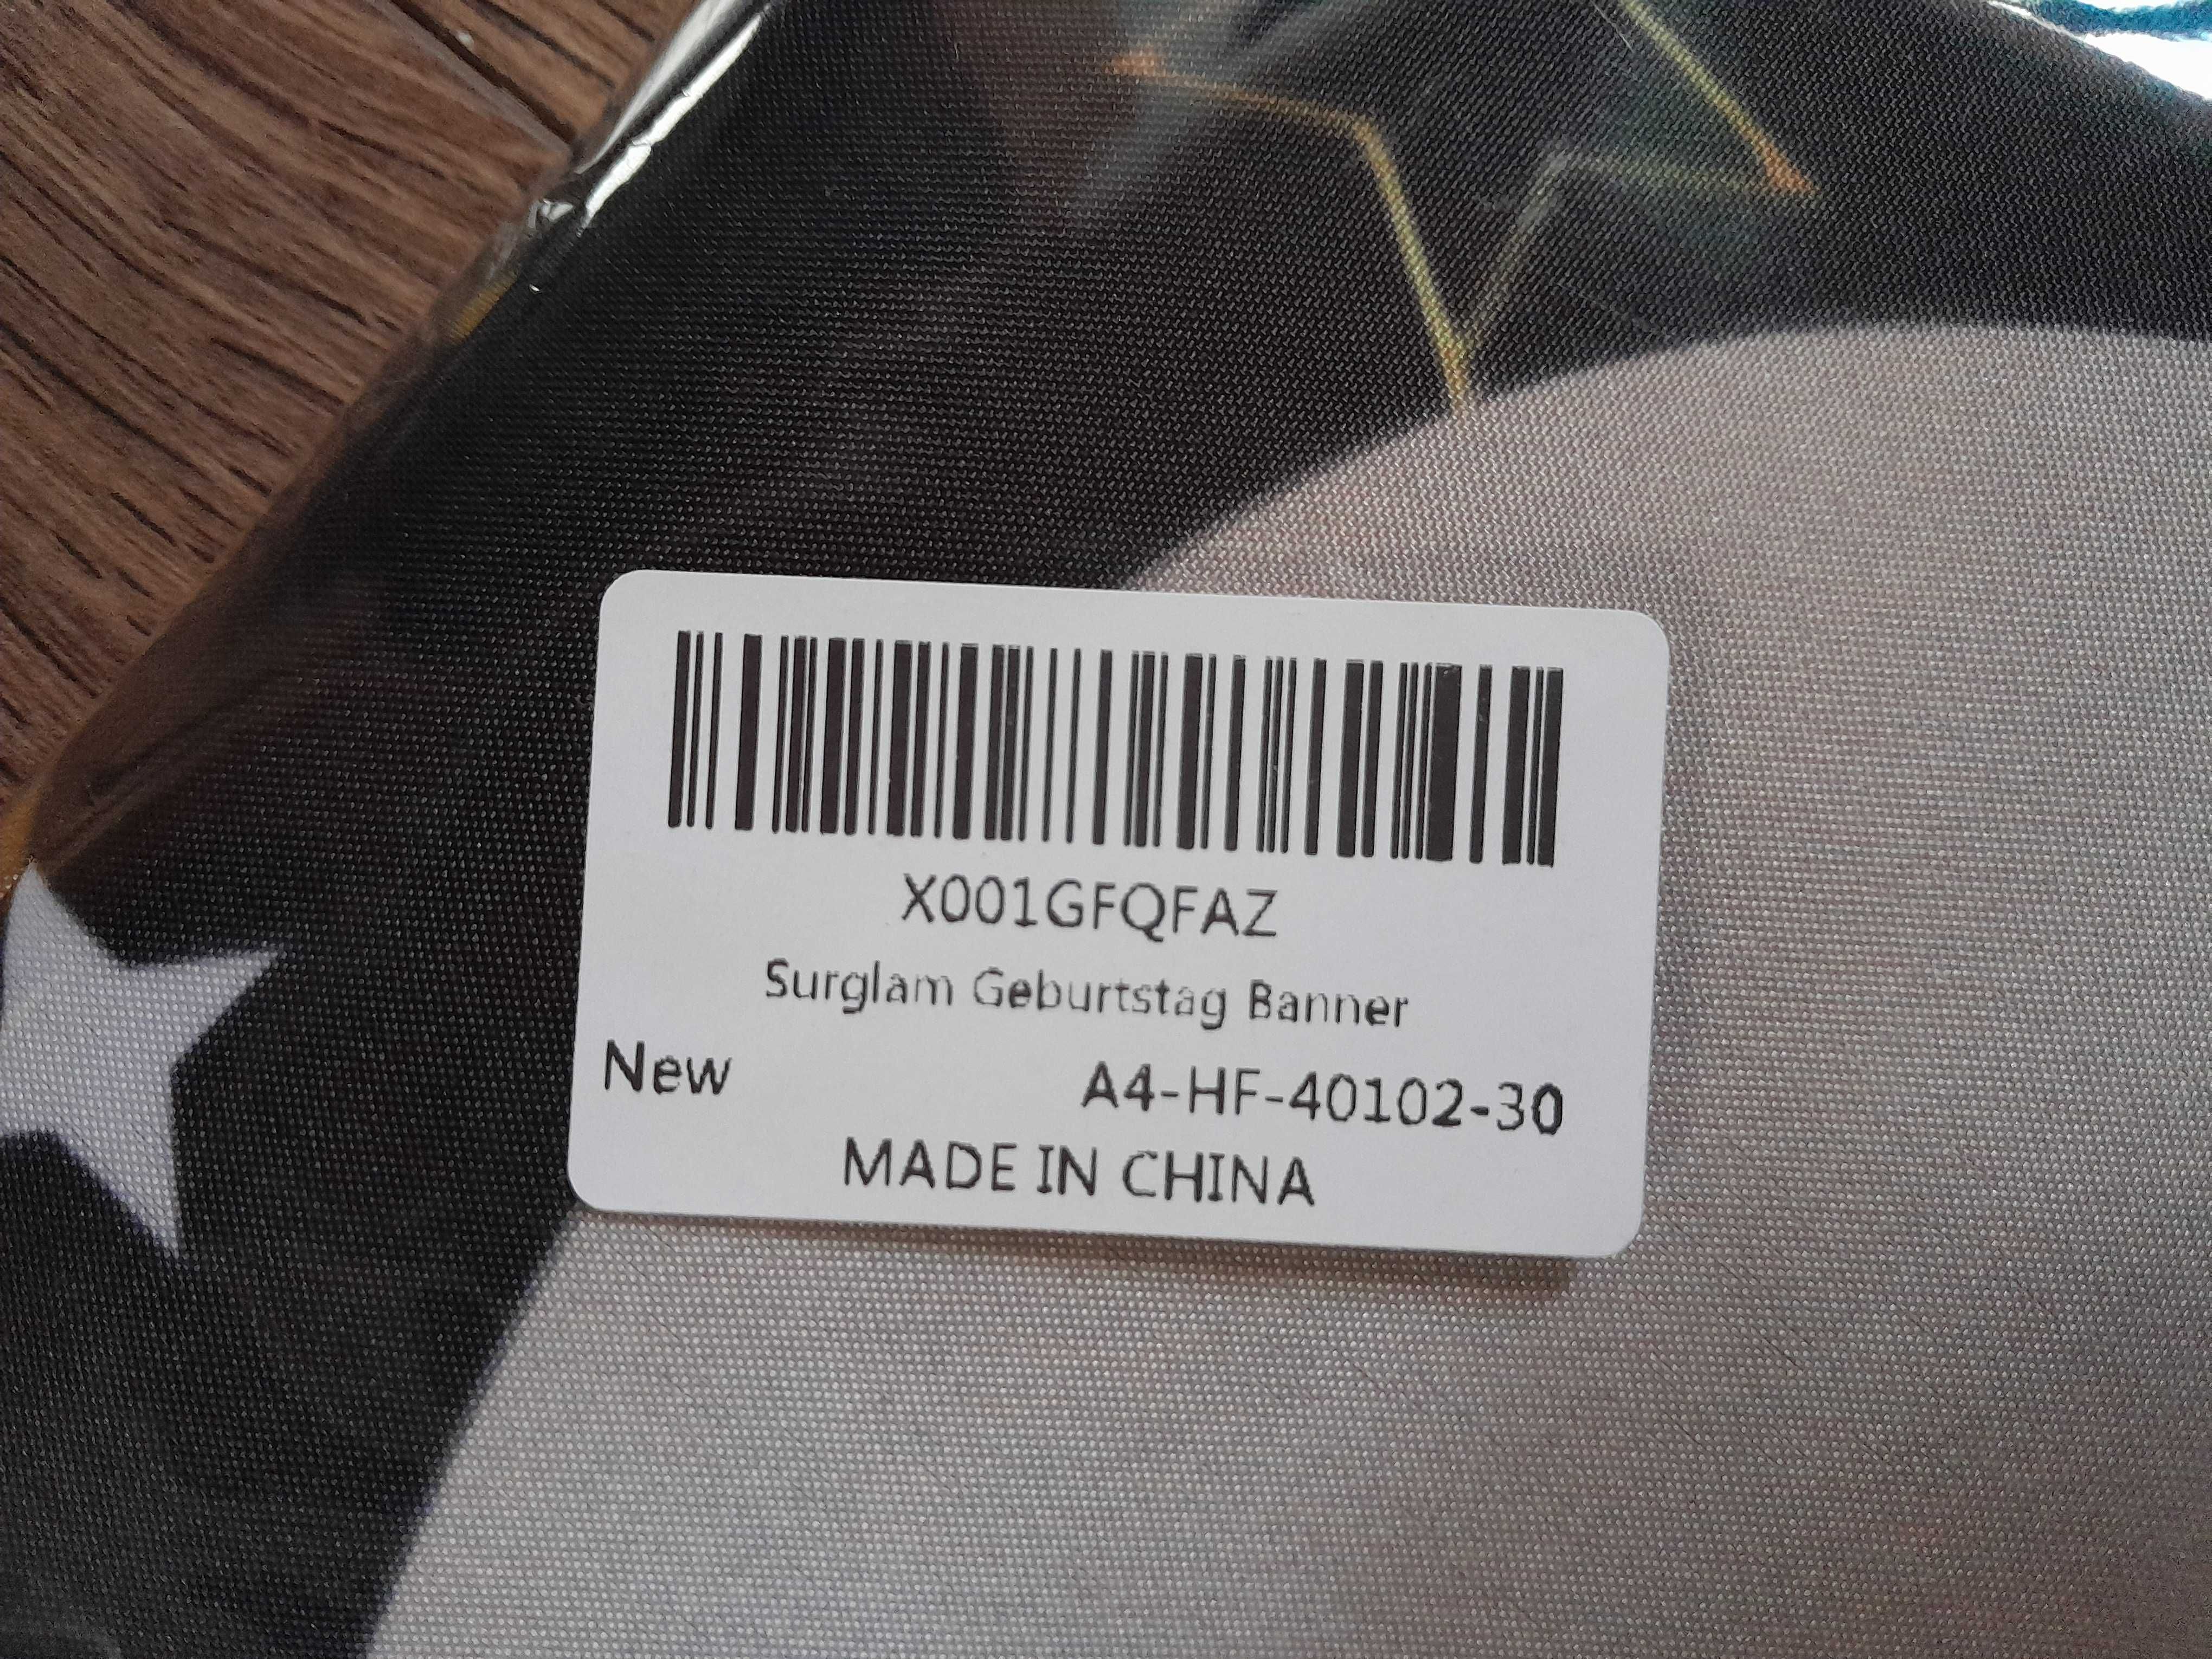 X001GFQFAZ
Surglam Geburtstag Banner
New A4-HF-40102-30
MADE IN CHINA